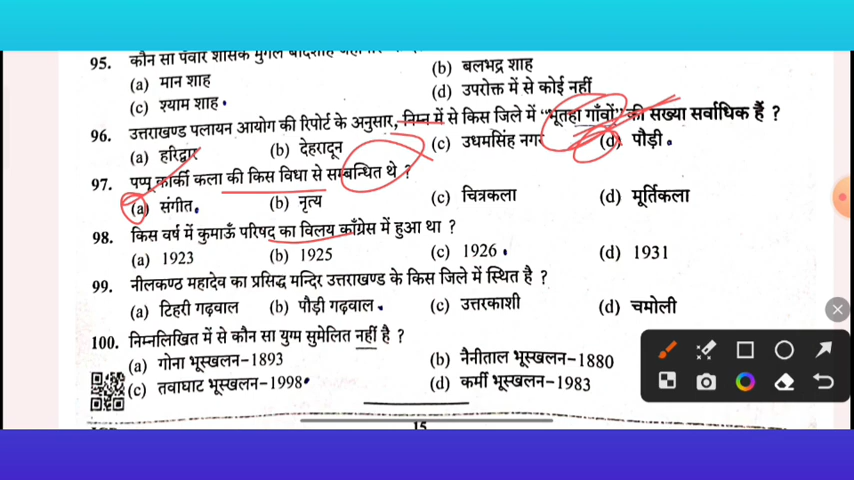 95. कौन सा पंवार शासक मुगल बादशाह
(a) मान शाह
(b) बलभद्र शाह
(c) श्याम शाह
(d) उपरोक्त में से कोई नहीं
96. उत्तराखण्ड पलायन आयोग की रिपोर्ट के अनुसार, निम्न में से किस जिले में "भूतहा गाँवों" की संख्या सर्वाधिक हैं ?
(a) हरिद्वार (b) देहरादून (c) उधमसिंह नगर (d) पौड़ी
97. पप्पू कार्की कला की किस विधा से सम्बन्धित थे ?
(a) संगीत (b) नृत्य (c) चित्रकला (d) मूर्तिकला
98. किस वर्ष में कुमाऊँ परिषद का विलय काँग्रेस में हुआ था ?
(a) 1923 (b) 1925 (c) 1926 (d) 1931
99. नीलकण्ठ महादेव का प्रसिद्ध मन्दिर उत्तराखण्ड के किस जिले में स्थित है ?
(a) टिहरी गढ़वाल (b) पौड़ी गढ़वाल (c) उत्तरकाशी (d) चमोली
100. निम्नलिखित में से कौन सा युग्म सुमेलित नहीं है ?
(a) गोना भूस्खलन-1893 (b) नैनीताल भूस्खलन-1880
(c) तवाघाट भूस्खलन-1998 (d) कर्मी भूस्खलन-1983
15